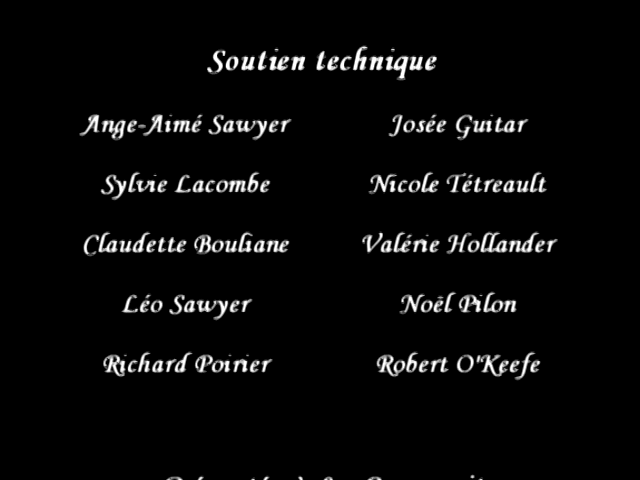 Soutien technique
Ange-Aimé Sawyer Josée Guitar
Sylvie Lacombe Nicole Tétreault
Claudette Bouliane Valérie Hollander
Léo Sawyer Noël Pilon
Richard Poirier Robert O'Keefe